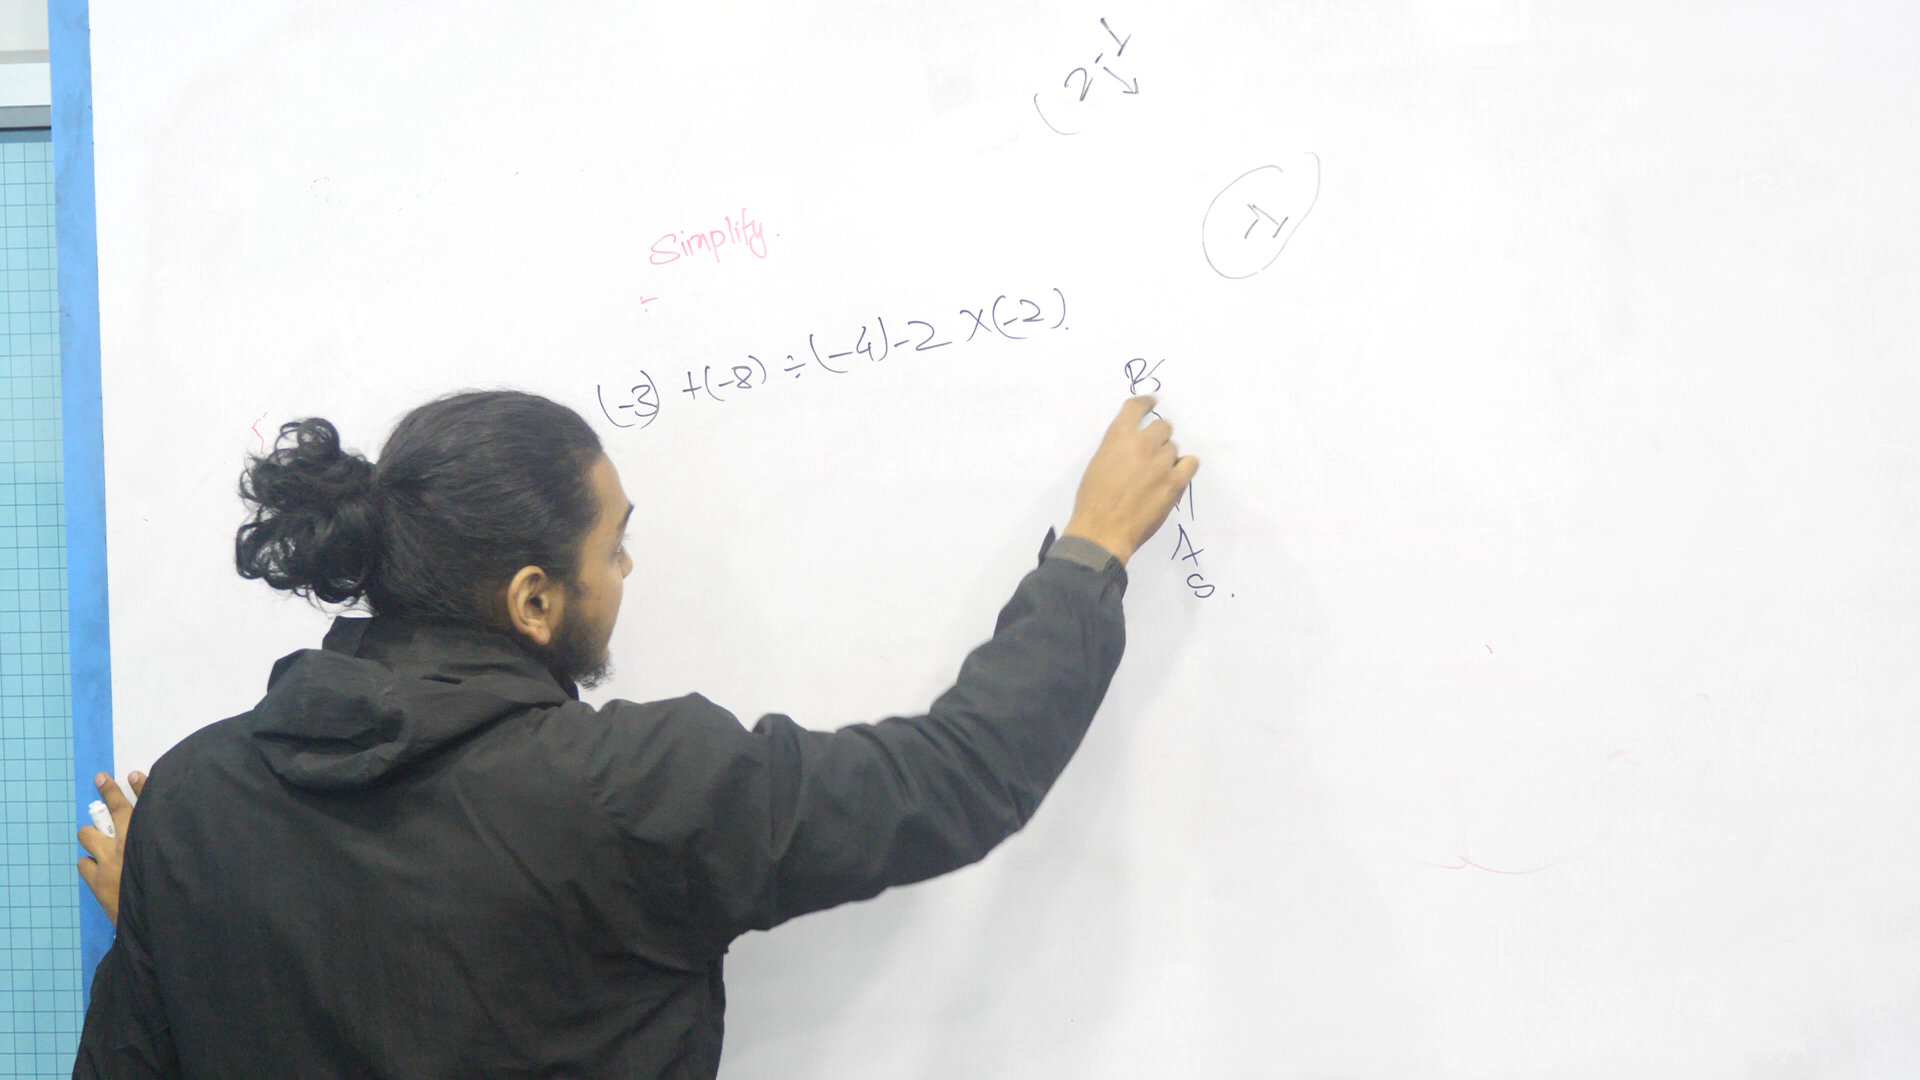 (2-1
-1
Simplify.
÷
(-3) +(-8) ÷(-4)-2 ×(-2).
B
M
A
S.